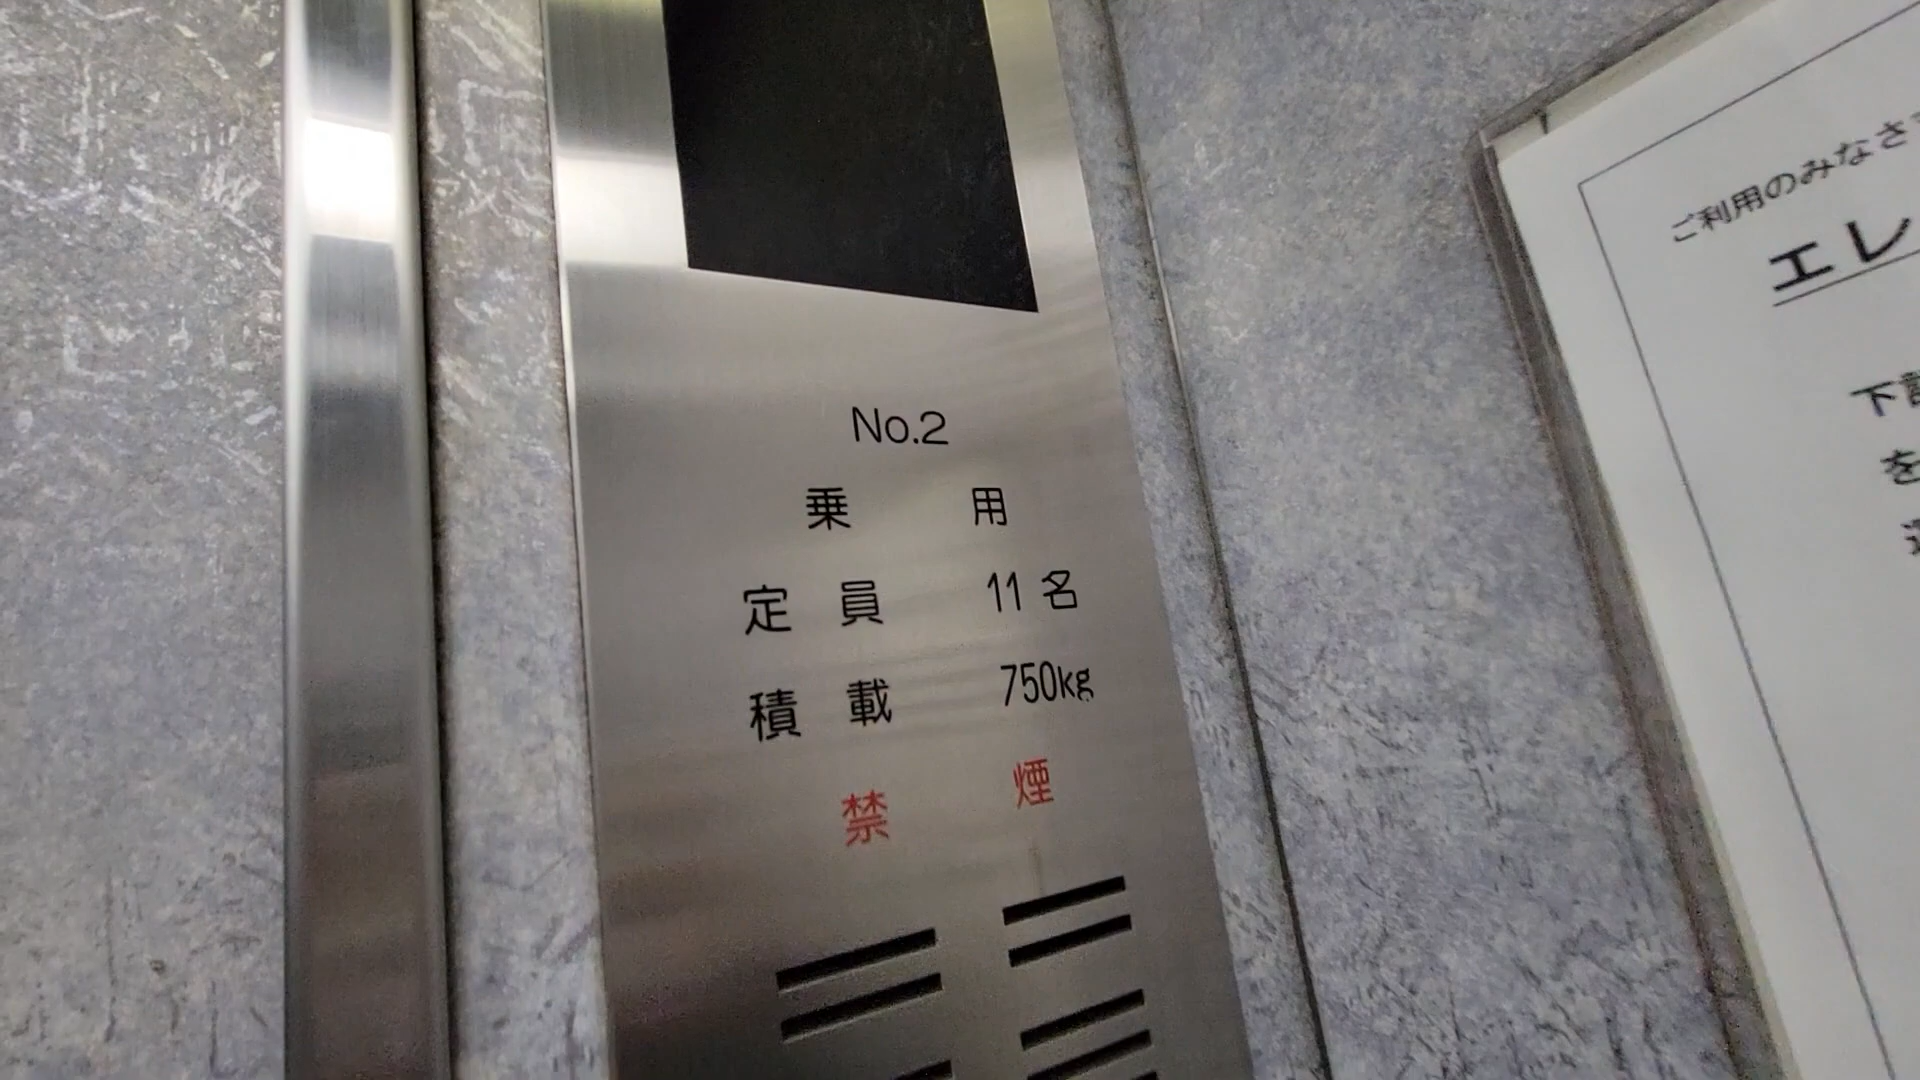 No.2
乗用
定員 11名
積載 750kg
禁煙
ご利用のみなさ
エレ
下
を